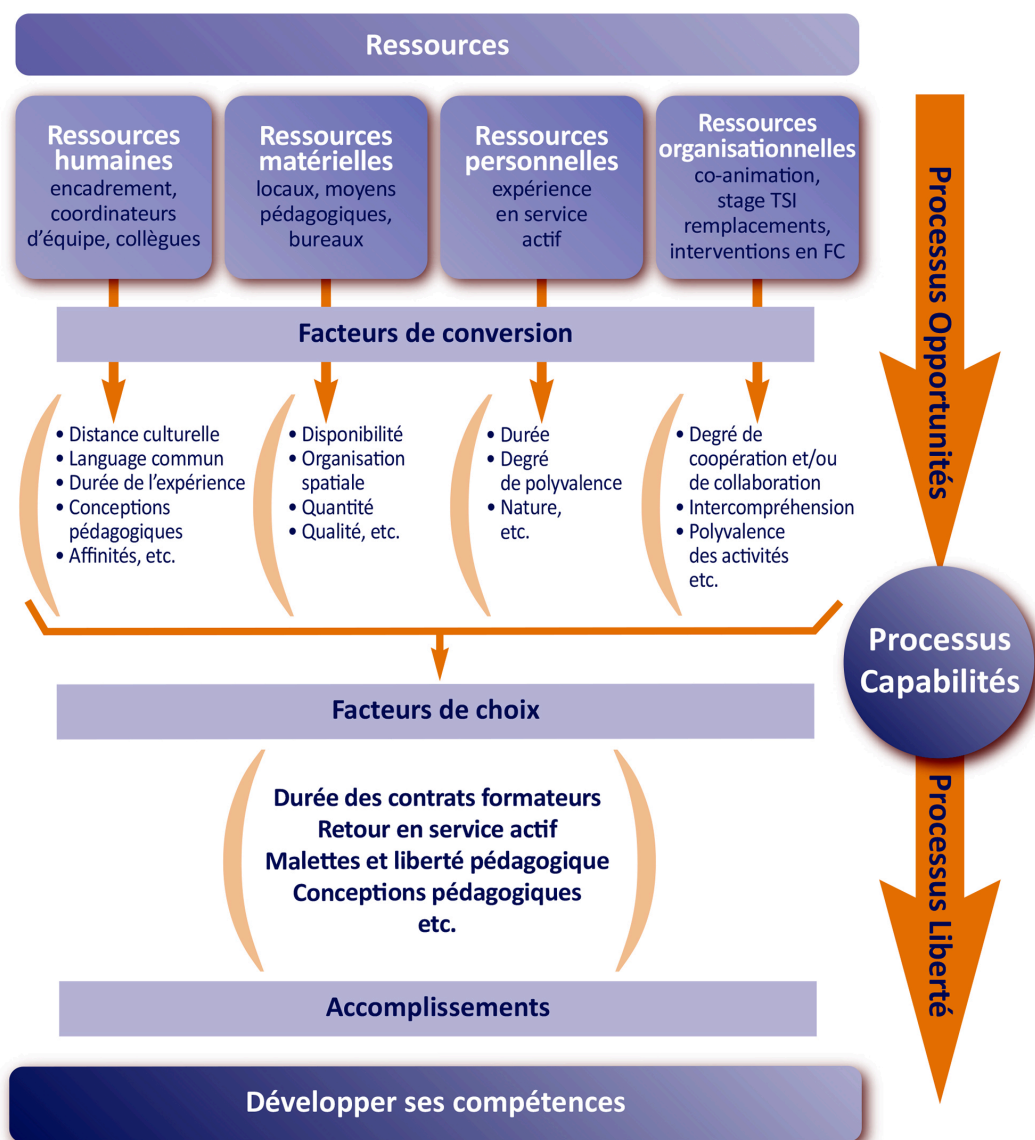 Ressources
Ressources
humaines
encadrement,
coordinateurs
d'équipe, collègues
Ressources
matérielles
locaux, moyens
pédagogiques,
bureaux
Ressources
personnelles
expérience
en service
actif
Ressources
organisationnelles
co-animation,
stage TSI
remplacements,
interventions en FC
Facteurs de conversion
• Distance culturelle
• Language commun
• Durée de l'expérience
• Conceptions
pédagogiques
• Affinités, etc.
• Disponibilité
• Organisation
spatiale
• Quantité
• Qualité, etc.
• Durée
• Degré
de polyvalence
• Nature,
etc.
• Degré de
coopération et/ou
de collaboration
• Intercompréhension
• Polyvalence
des activités
etc.
Facteurs de choix
Durée des contrats formateurs
Retour en service actif
Malettes et liberté pédagogique
Conceptions pédagogiques
etc.
Accomplissements
Développer ses compétences
Processus Opportunités
Processus
Capabilités
Processus Liberté